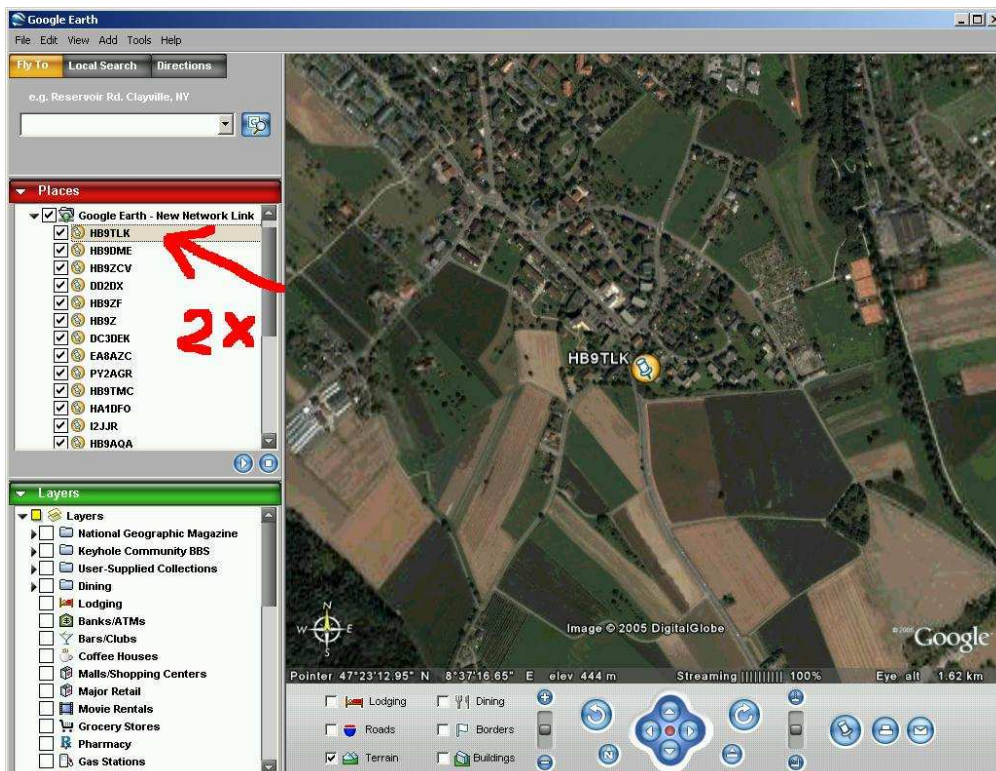 Google Earth
File Edit View Add Tools Help
Fly To Local Search Directions
e.g. Reservoir Rd. Clayville, NY
Places
Google Earth - New Network Link
HB9TLK
HB9DME
HB9ZCV
DD2DX
HB9ZF
HB9Z
DC3DEK
EA8AZC
PY2AGR
HB9TMC
HA1DFO
I2JJR
HB9AQA
2x
Layers
Layers
National Geographic Magazine
Keyhole Community BBS
User-Supplied Collections
Dining
Lodging
Banks/ATMs
Bars/Clubs
Coffee Houses
Malls/Shopping Centers
Major Retail
Movie Rentals
Grocery Stores
Pharmacy
Gas Stations
HB9TLK
N
W E
S
Image © 2005 DigitalGlobe
© 2005 Google
Pointer 47°23'12.95" N 8°37'16.65" E elev 444 m Streaming |||||||||| 100% Eye alt 1.62 km
Lodging Dining
Roads Borders
Terrain Buildings
N